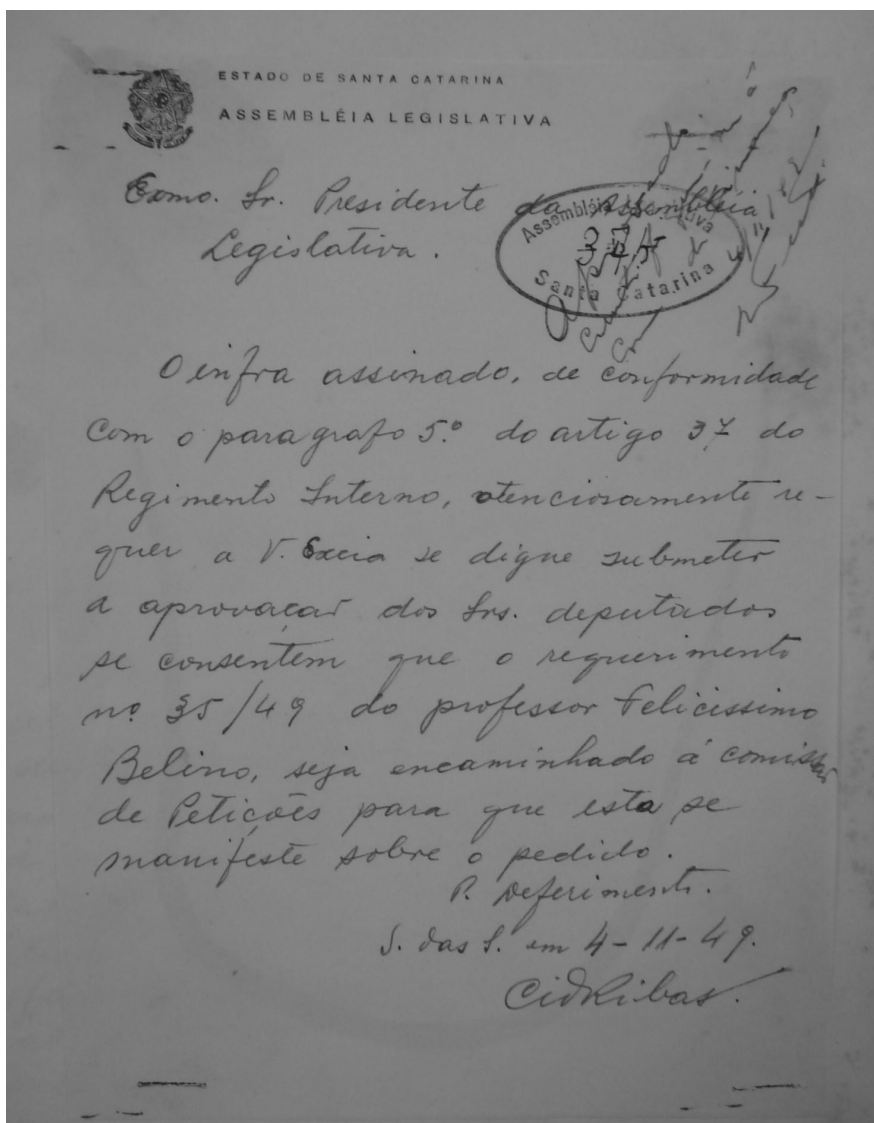 ESTADO DE SANTA CATARINA
ASSEMBLÉIA LEGISLATIVA
Exmo. Sr. Presidente da Assembléia
Legislativa.
Assembléia Legislativa
Santa Catarina
O infra assinado, de conformidade
com o paragrafo 5.º do artigo 37 do
Regimento Interno, atenciosamente re-
quer a V. Excia se digne submeter
a aprovação dos Srs. deputados
se consentem que o requerimento
nº 35/49 do professor Felicissimo
Belino, seja encaminhado á comissão
de Petições para que esta se
manifeste sobre o pedido.
P. Deferimento.
S. das S. em 4-11-49.
Cid Ribas.